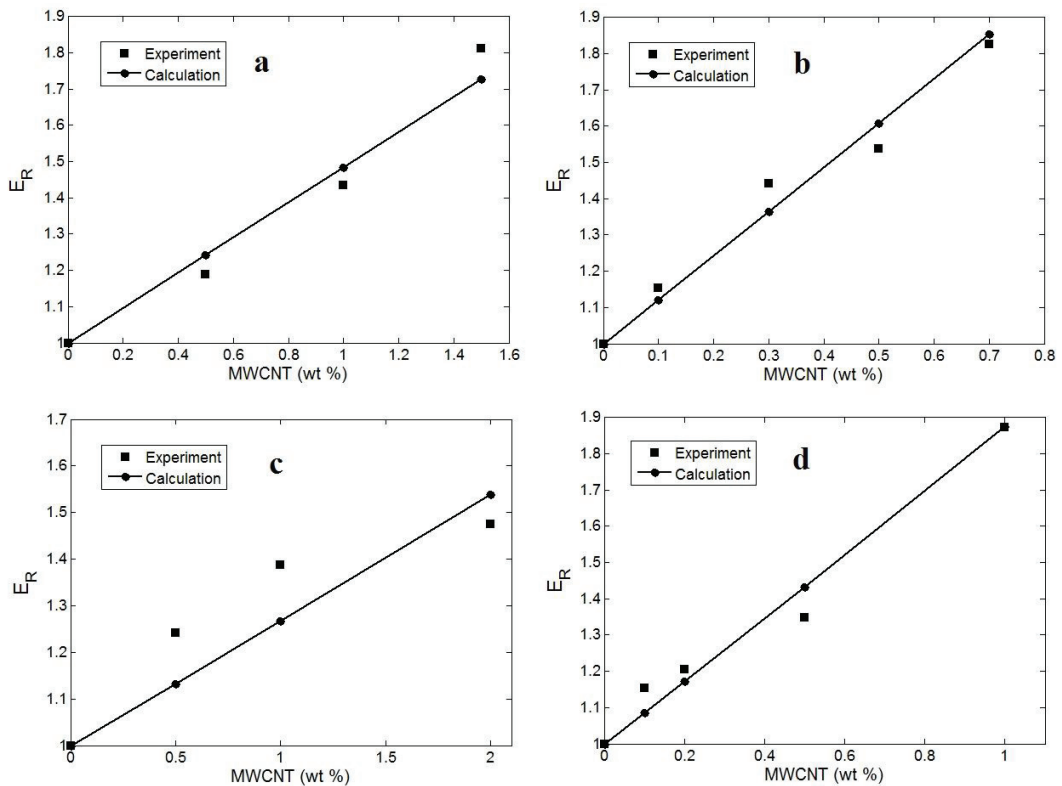 a
Experiment
Calculation
E_R
1.9
1.8
1.7
1.6
1.5
1.4
1.3
1.2
1.1
1
0 0.2 0.4 0.6 0.8 1 1.2 1.4 1.6
MWCNT (wt %)
b
Experiment
Calculation
E_R
1.9
1.8
1.7
1.6
1.5
1.4
1.3
1.2
1.1
1
0 0.1 0.2 0.3 0.4 0.5 0.6 0.7 0.8
MWCNT (wt %)
c
Experiment
Calculation
E_R
1.7
1.6
1.5
1.4
1.3
1.2
1.1
1
0 0.5 1 1.5 2
MWCNT (wt %)
d
Experiment
Calculation
E_R
1.9
1.8
1.7
1.6
1.5
1.4
1.3
1.2
1.1
1
0 0.2 0.4 0.6 0.8 1
MWCNT (wt %)